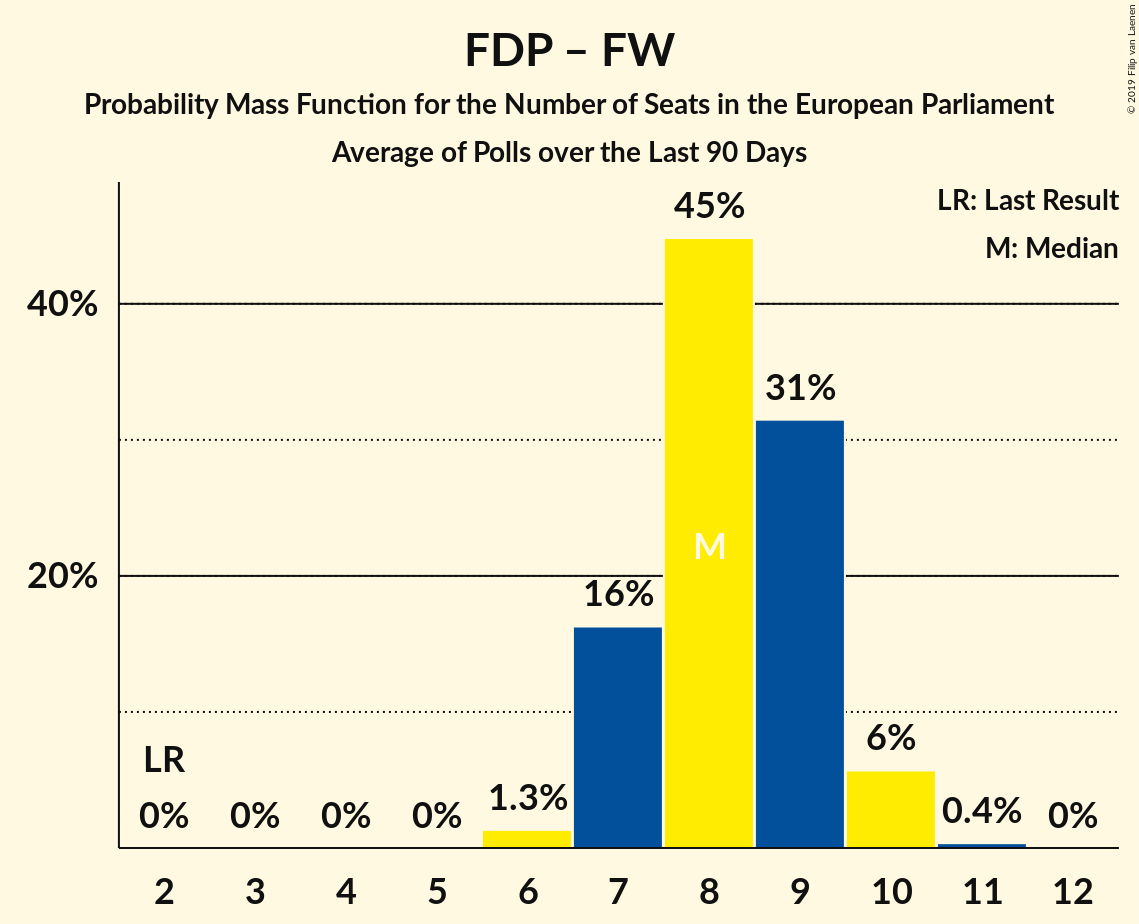 FDP – FW
Probability Mass Function for the Number of Seats in the European Parliament
Average of Polls over the Last 90 Days
© 2019 Filip van Laenen
LR: Last Result
M: Median
45%
40%
31%
M
20%
16%
6%
LR
1.3%
0.4%
0% 0% 0% 0% 0%
2 3 4 5 6 7 8 9 10 11 12